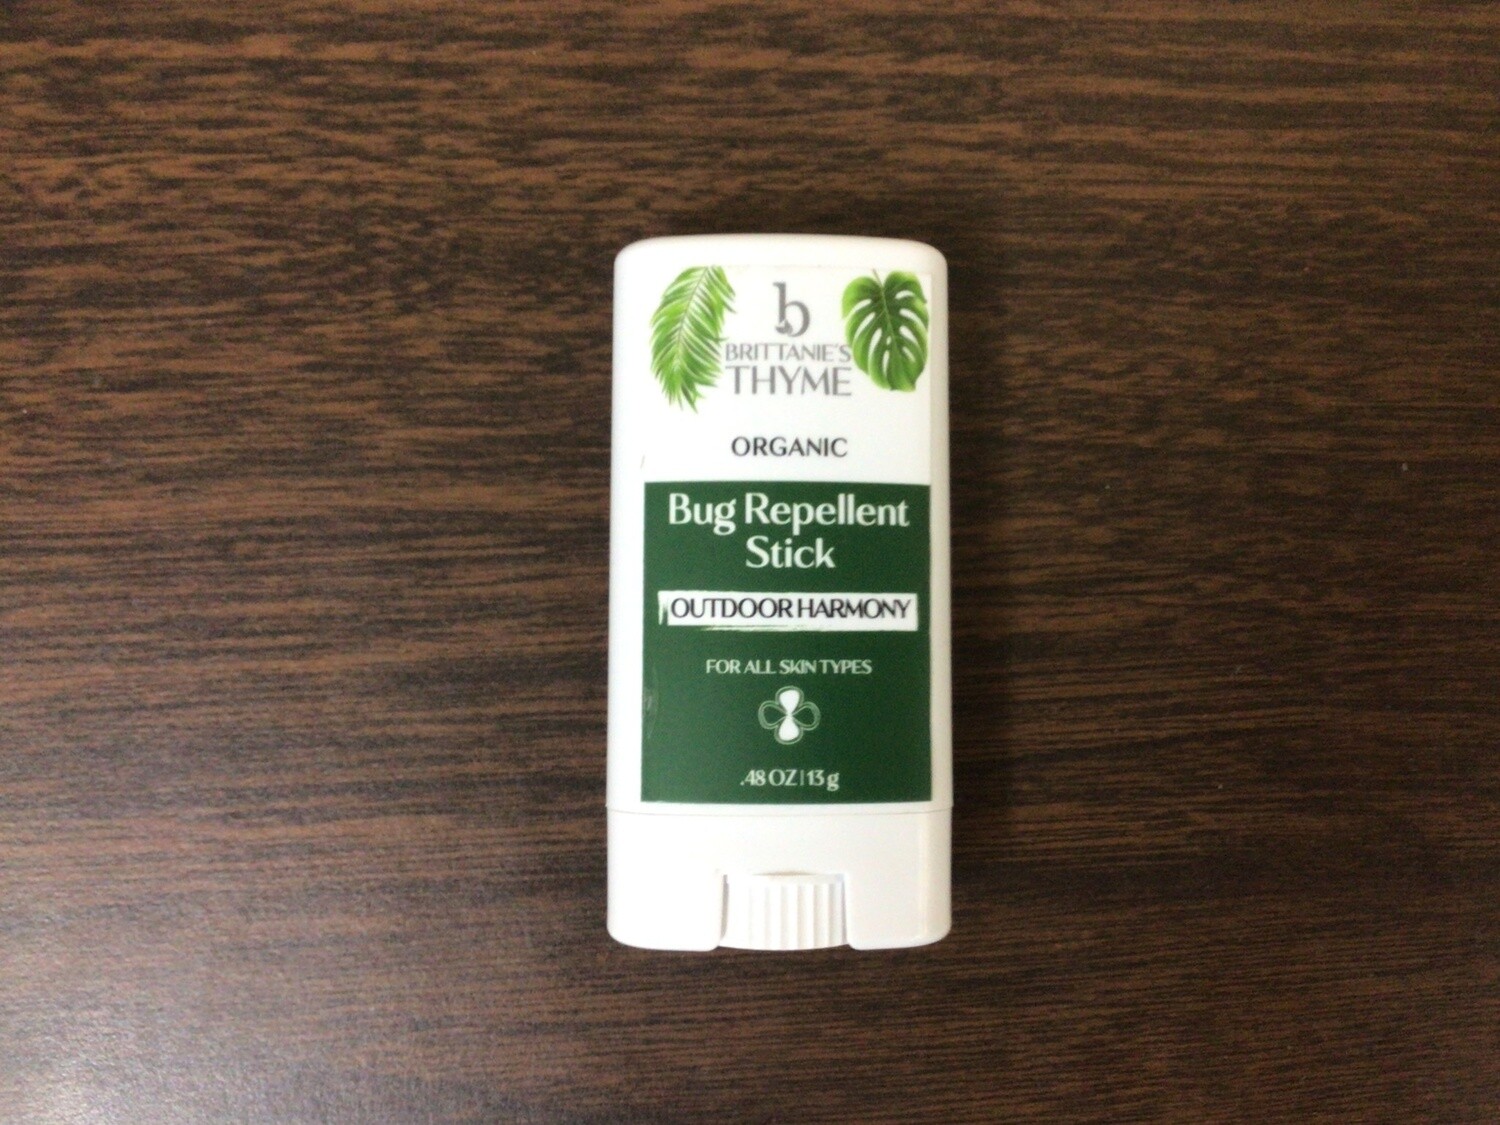 b
BRITTANIE'S
THYME
ORGANIC
Bug Repellent
Stick
OUTDOOR HARMONY
FOR ALL SKIN TYPES
.48 OZ | 13 g